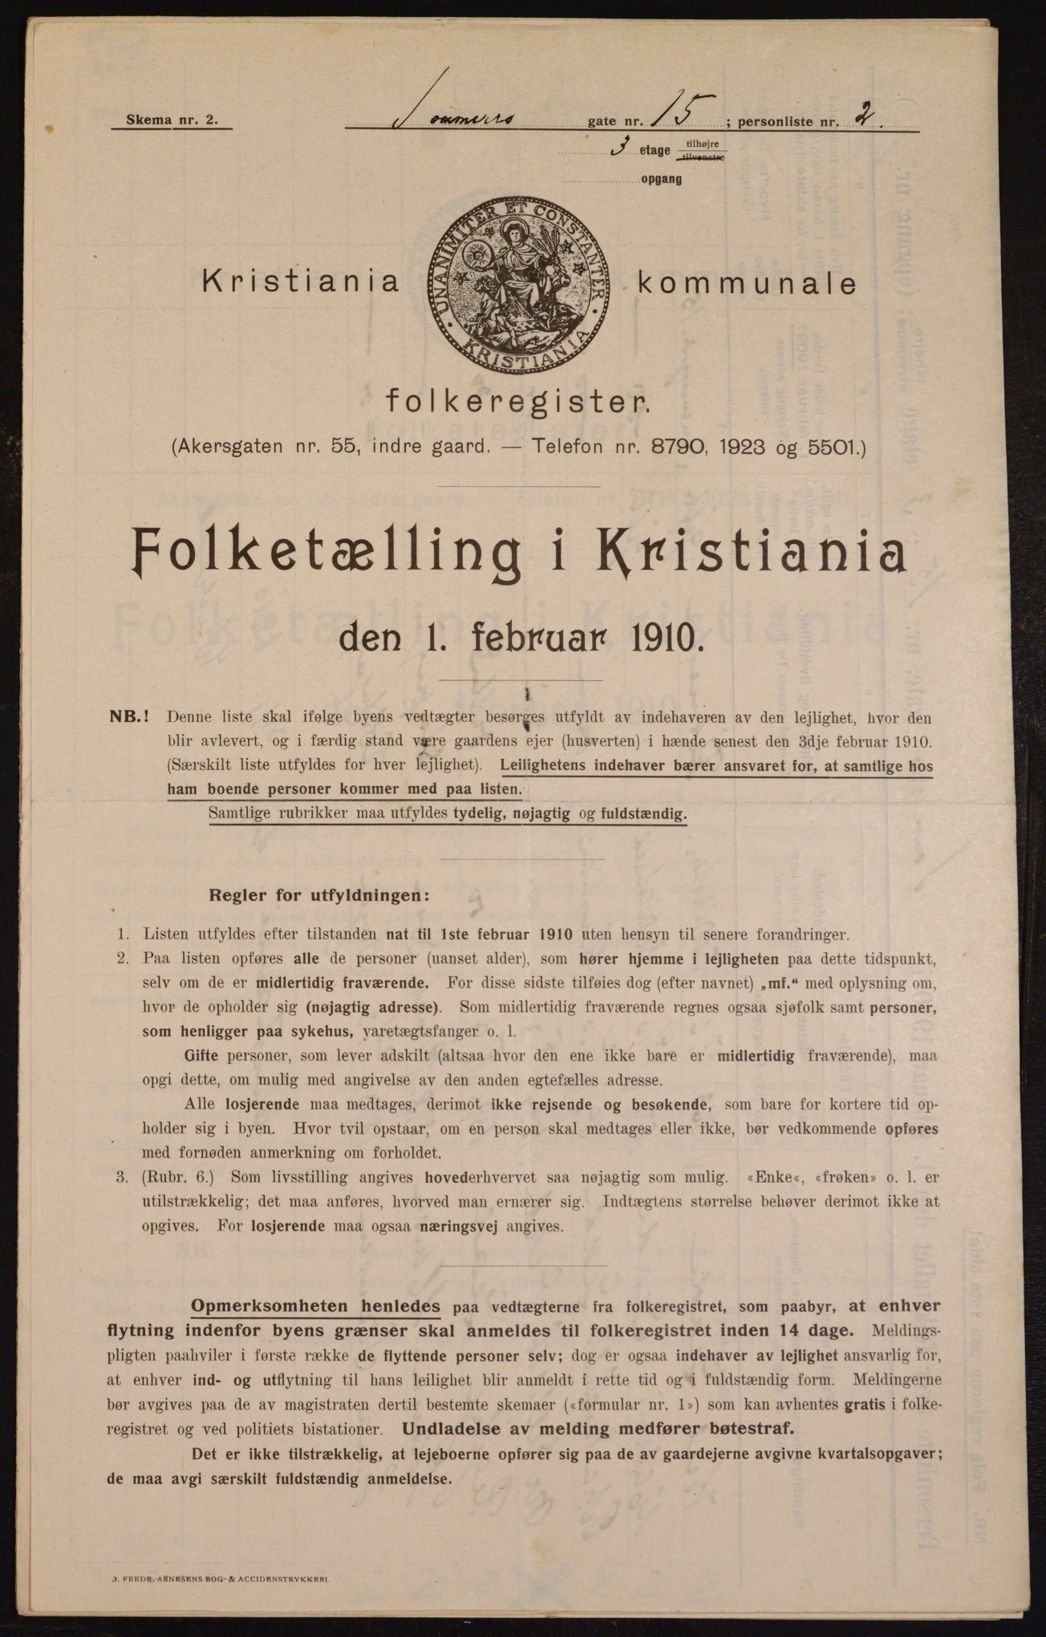 Skema nr. 2.
Sommerro gate nr. 15 ; personliste nr. 2.
3 etage tilhøjre
tilvenstre
opgang
UNANIMITER ET CONSTANTER
KRISTIANIA
Kristiania kommunale
folkeregister.
(Akersgaten nr. 55, indre gaard. — Telefon nr. 8790, 1923 og 5501.)
Folketælling i Kristiania
den 1. februar 1910.
NB.! Denne liste skal ifølge byens vedtægter besørges utfyldt av indehaveren av den lejlighet, hvor den
blir avlevert, og i færdig stand være gaardens ejer (husverten) i hænde senest den 3dje februar 1910.
(Særskilt liste utfyldes for hver lejlighet). Leilighetens indehaver bærer ansvaret for, at samtlige hos
ham boende personer kommer med paa listen.
Samtlige rubrikker maa utfyldes tydelig, nøjagtig og fuldstændig.
Regler for utfyldningen:
1. Listen utfyldes efter tilstanden nat til 1ste februar 1910 uten hensyn til senere forandringer.
2. Paa listen opføres alle de personer (uanset alder), som hører hjemme i lejligheten paa dette tidspunkt,
selv om de er midlertidig fraværende. For disse sidste tilføies dog (efter navnet) „mf.“ med oplysning om,
hvor de opholder sig (nøjagtig adresse). Som midlertidig fraværende regnes ogsaa sjøfolk samt personer,
som henligger paa sykehus, varetægtsfanger o. l.
Gifte personer, som lever adskilt (altsaa hvor den ene ikke bare er midlertidig fraværende), maa
opgi dette, om mulig med angivelse av den anden egtefælles adresse.
Alle losjerende maa medtages, derimot ikke rejsende og besøkende, som bare for kortere tid op-
holder sig i byen. Hvor tvil opstaar, om en person skal medtages eller ikke, bør vedkommende opføres
med fornøden anmerkning om forholdet.
3. (Rubr. 6.) Som livsstilling angives hovederhvervet saa nøjagtig som mulig. «Enke«, «frøken» o. l. er
utilstrækkelig; det maa anføres, hvorved man ernærer sig. Indtægtens størrelse behøver derimot ikke at
opgives. For losjerende maa ogsaa næringsvej angives.
Opmerksomheten henledes paa vedtægterne fra folkeregistret, som paabyr, at enhver
flytning indenfor byens grænser skal anmeldes til folkeregistret inden 14 dage. Meldings-
pligten paahviler i første række de flyttende personer selv; dog er ogsaa indehaver av lejlighet ansvarlig for,
at enhver ind- og utflytning til hans leilighet blir anmeldt i rette tid og i fuldstændig form. Meldingerne
bør avgives paa de av magistraten dertil bestemte skemaer («formular nr. 1») som kan avhentes gratis i folke-
registret og ved politiets bistationer. Undladelse av melding medfører bøtestraf.
Det er ikke tilstrækkelig, at lejeboerne opfører sig paa de av gaardejerne avgivne kvartalsopgaver;
de maa avgi særskilt fuldstændig anmeldelse.
J. FREDR. ARNESENS BOG- & ACCIDENSTRYKKERI.